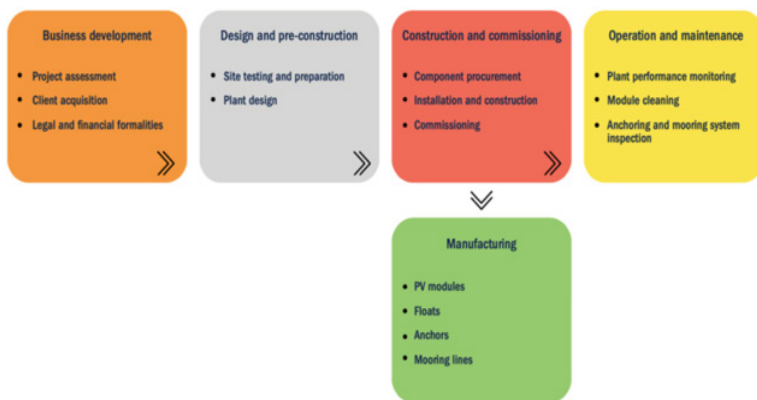 Business development
• Project assessment
• Client acquisition
• Legal and financial formalities
Design and pre-construction
• Site testing and preparation
• Plant design
Construction and commissioning
• Component procurement
• Installation and construction
• Commissioning
Operation and maintenance
• Plant performance monitoring
• Module cleaning
• Anchoring and mooring system
inspection
Manufacturing
• PV modules
• Floats
• Anchors
• Mooring lines